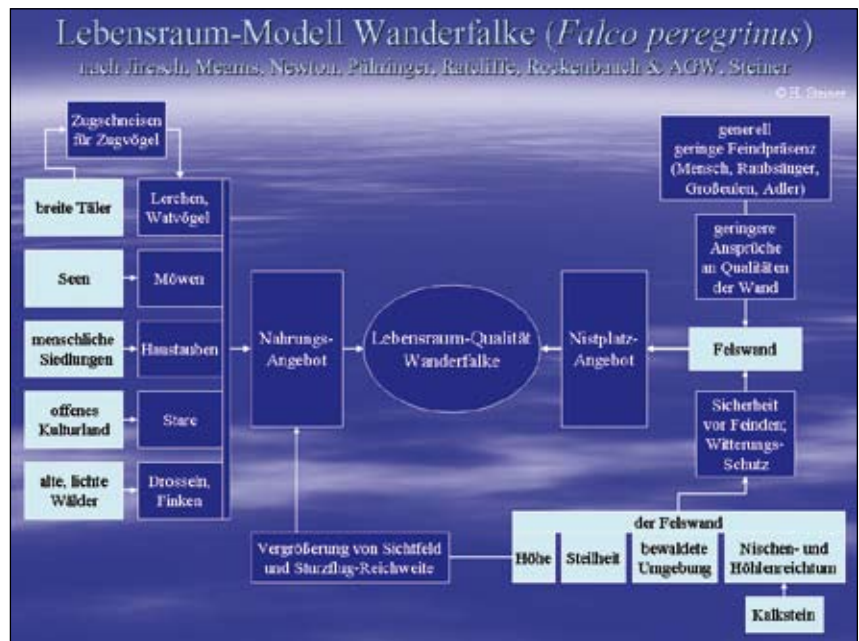 Lebensraum-Modell Wanderfalke (Falco peregrinus)
nach Jiresch, Mearns, Newton, Pühringer, Ratcliffe, Rockenbauch & AGW, Steiner
© H. Steiner
Zugschneisen
für Zugvögel
breite Täler
Lerchen,
Watvögel
Seen
Möwen
menschliche
Siedlungen
Haustauben
offenes
Kulturland
Stare
alte, lichte
Wälder
Drosseln,
Finken
Nahrungs-
Angebot
Lebensraum-Qualität
Wanderfalke
Nistplatz-
Angebot
generell
geringe Feindpräsenz
(Mensch, Raubsäuger,
Großeulen, Adler)
geringere
Ansprüche
an Qualitäten
der Wand
Felswand
Sicherheit
vor Feinden;
Witterungs-
Schutz
Vergrößerung von Sichtfeld
und Sturzflug-Reichweite
der Felswand
Höhe
Steilheit
bewaldete
Umgebung
Nischen- und
Höhlenreichtum
Kalkstein